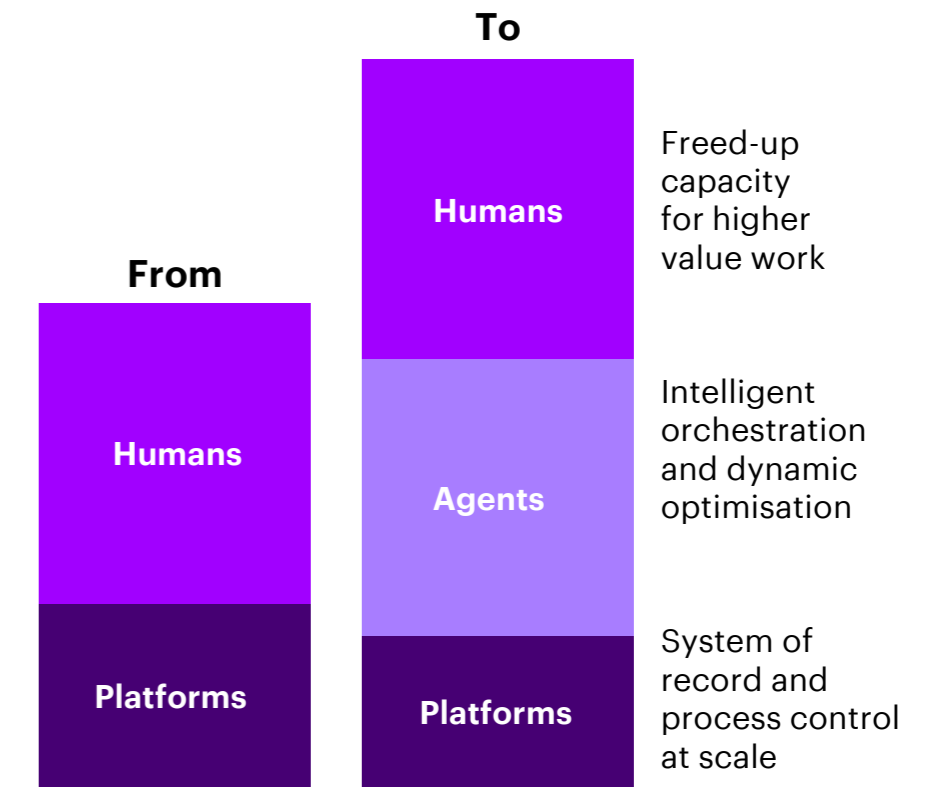 To
Humans
Freed-up
capacity
for higher
value work
From
Humans
Agents
Intelligent
orchestration
and dynamic
optimisation
Platforms
Platforms
System of
record and
process control
at scale